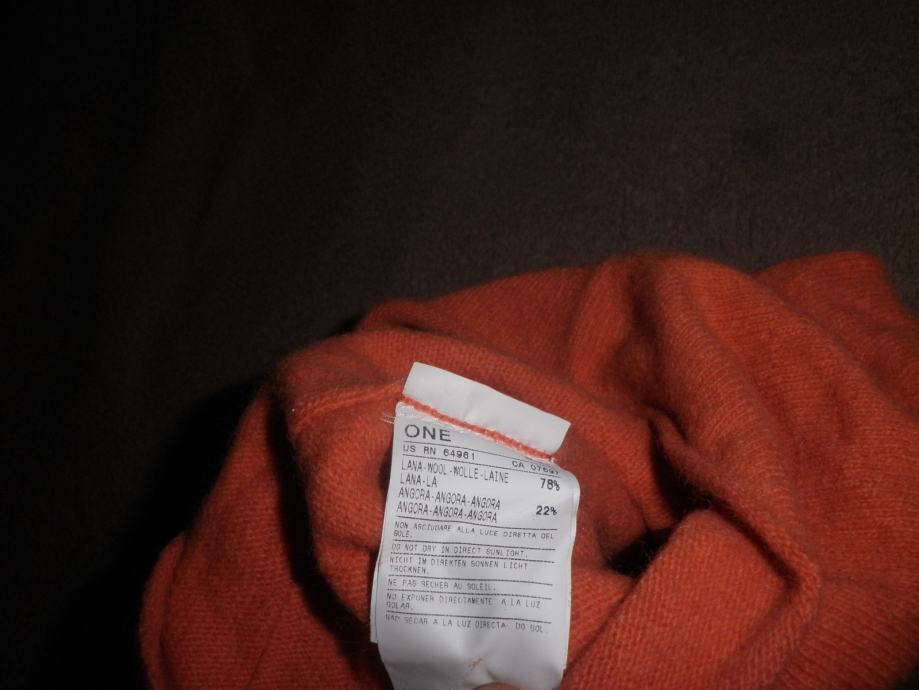 ONE
US RN 64961 CA
LANA-WOOL-WOLLE-LAINE 78%
LANA-LA
ANGORA-ANGORA-ANGORA
ANGORA-ANGORA-ANGORA 22%
NON ASCIUGARE ALLA LUCE DIRETTA DEL
SOLE.
DO NOT DRY IN DIRECT SUNLIGHT.
NICHT IM DIREKTEN SONNEN LICHT
TROCKNEN.
NE PAS SECHER AU SOLEIL.
NO EXPONER DIRECTAMENTE A LA LUZ
SOLAR.
SECAR A LA LUZ DIRECTA DO SOL.